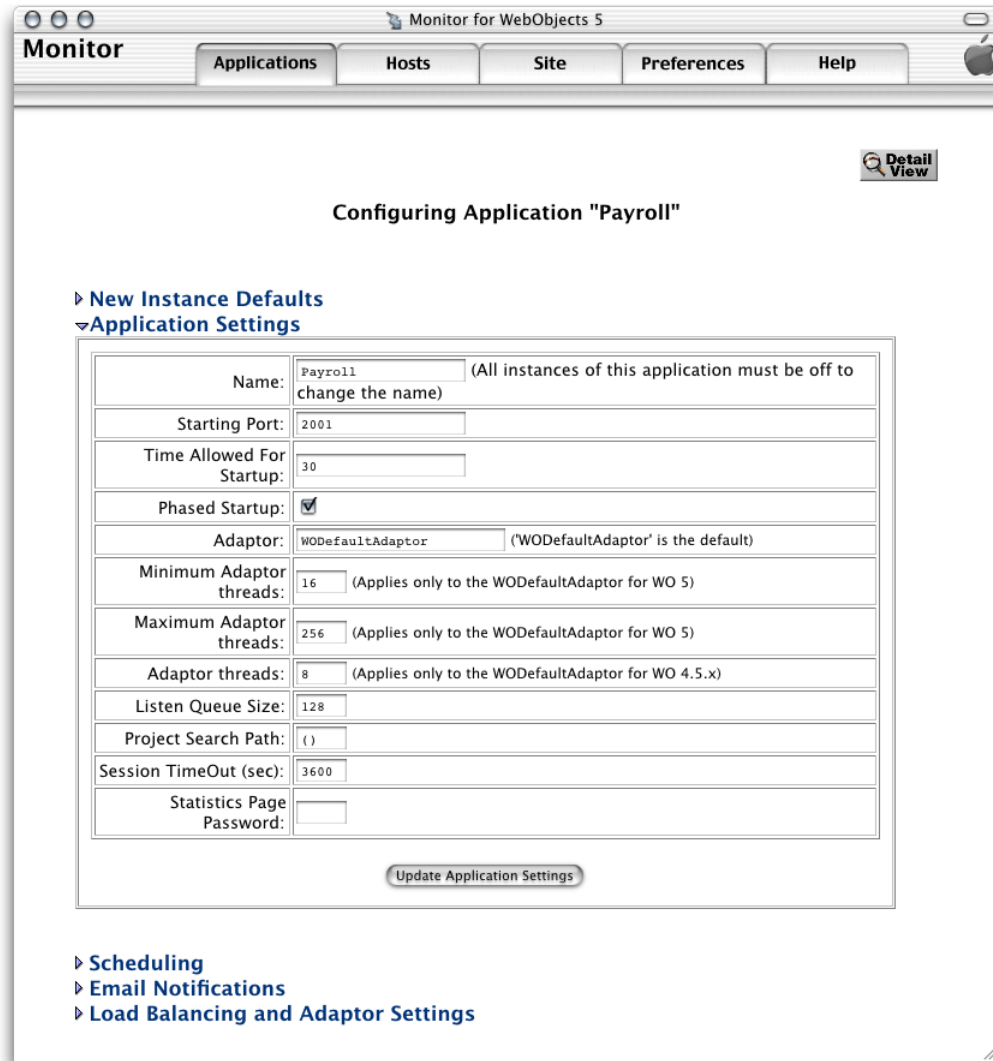 Monitor for WebObjects 5
Monitor
Applications
Hosts
Site
Preferences
Help
Detail
View
Configuring Application "Payroll"
New Instance Defaults
Application Settings
Name: Payroll (All instances of this application must be off to
change the name)
Starting Port: 2001
Time Allowed For
Startup: 30
Phased Startup:
Adaptor: WODefaultAdaptor ('WODefaultAdaptor' is the default)
Minimum Adaptor
threads: 16 (Applies only to the WODefaultAdaptor for WO 5)
Maximum Adaptor
threads: 256 (Applies only to the WODefaultAdaptor for WO 5)
Adaptor threads: 8 (Applies only to the WODefaultAdaptor for WO 4.5.x)
Listen Queue Size: 128
Project Search Path: ()
Session TimeOut (sec): 3600
Statistics Page
Password:
Update Application Settings
Scheduling
Email Notifications
Load Balancing and Adaptor Settings